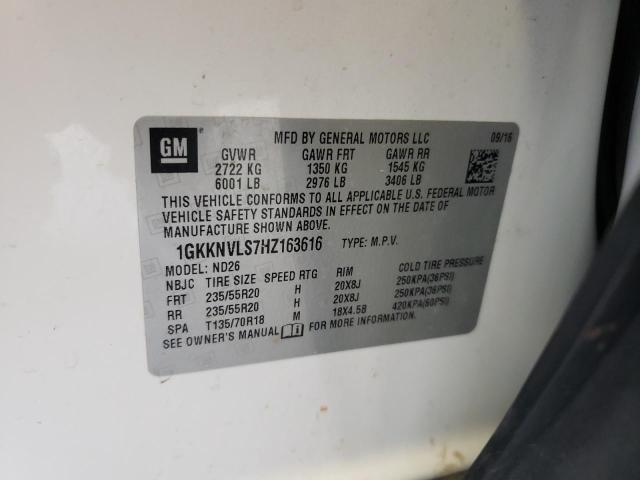 GM MFD BY GENERAL MOTORS LLC 09/16
GVWR GAWR FRT GAWR RR
2722 KG 1350 KG 1545 KG
6001 LB 2976 LB 3406 LB
THIS VEHICLE CONFORMS TO ALL APPLICABLE U.S. FEDERAL MOTOR
VEHICLE SAFETY STANDARDS IN EFFECT ON THE DATE OF
MANUFACTURE SHOWN ABOVE.
1GKKNVLS7HZ163616 TYPE: M.P.V.
MODEL: ND26
NBJC TIRE SIZE SPEED RTG RIM COLD TIRE PRESSURE
FRT 235/55R20 H 20X8J 250KPA(36PSI)
RR 235/55R20 H 20X8J 250KPA(36PSI)
SPA T135/70R18 M 18X4.5B 420KPA(60PSI)
SEE OWNER'S MANUAL FOR MORE INFORMATION.